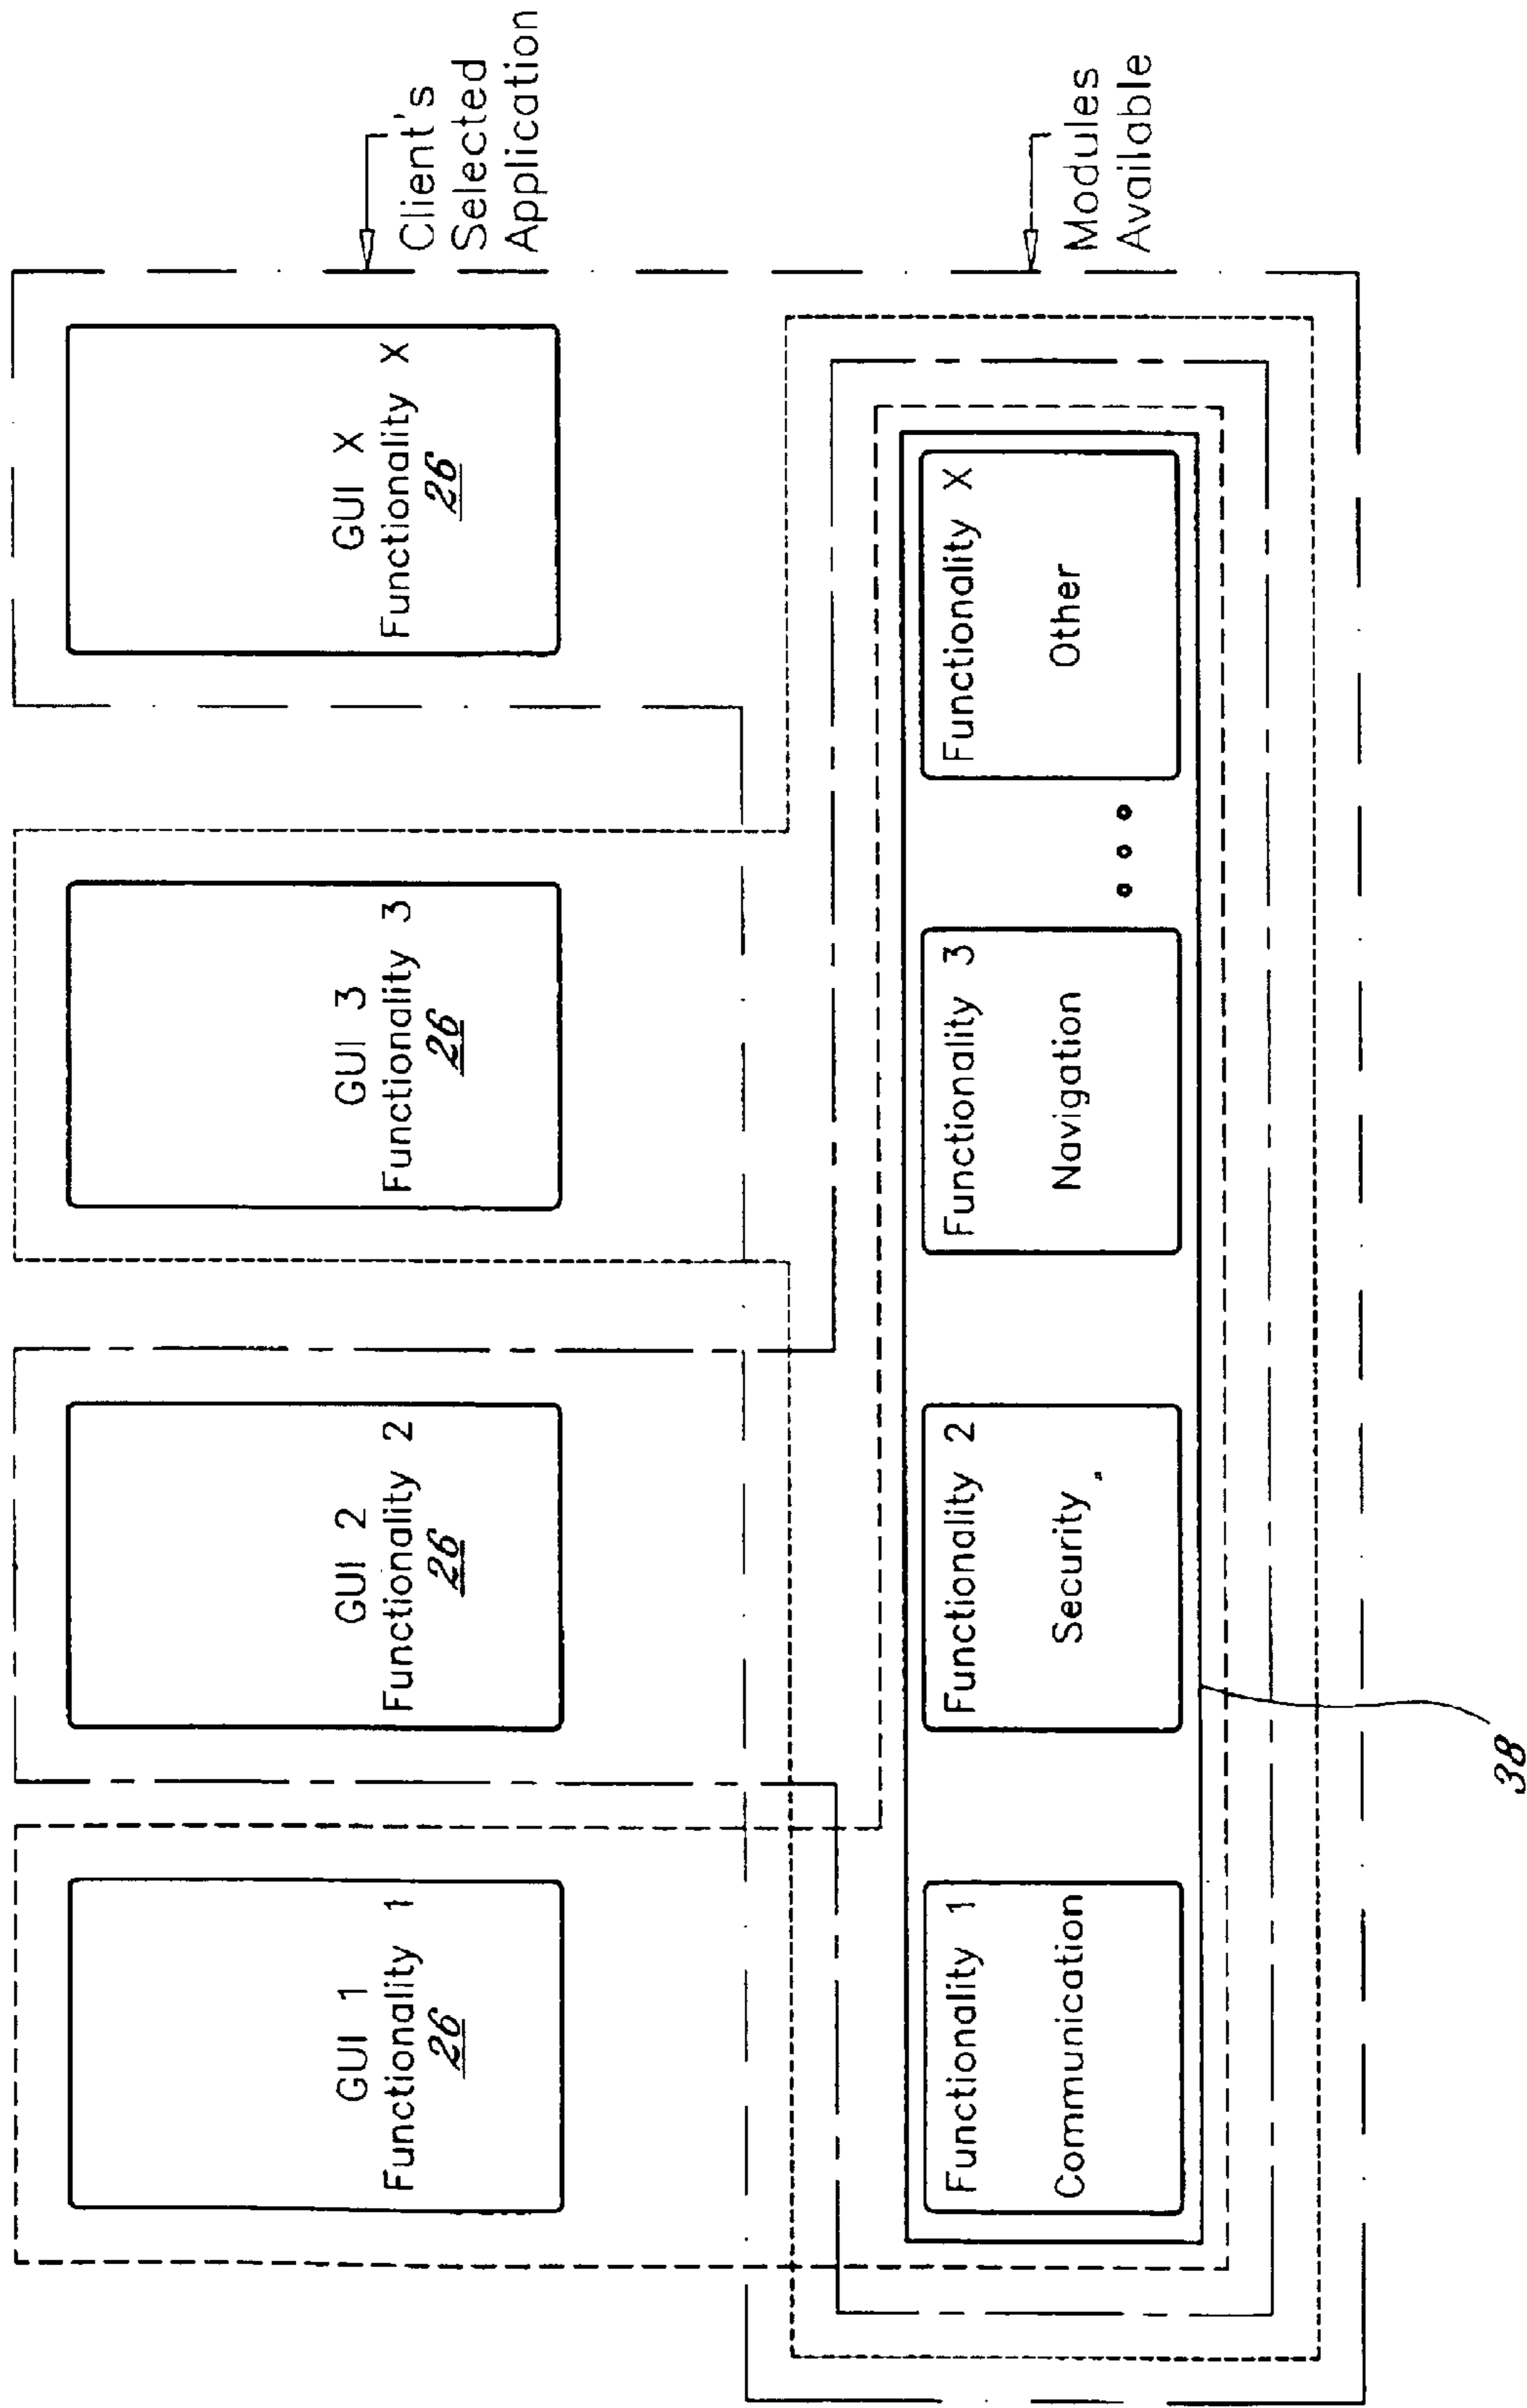 GUI 1
Functionality 1
26
GUI 2
Functionality 2
26
GUI 3
Functionality 3
26
GUI X
Functionality X
26
Client's
Selected
Application
Functionality 1
Communication
Functionality 2
Security
Functionality 3
Navigation
Functionality X
Other
Modules
Available
38